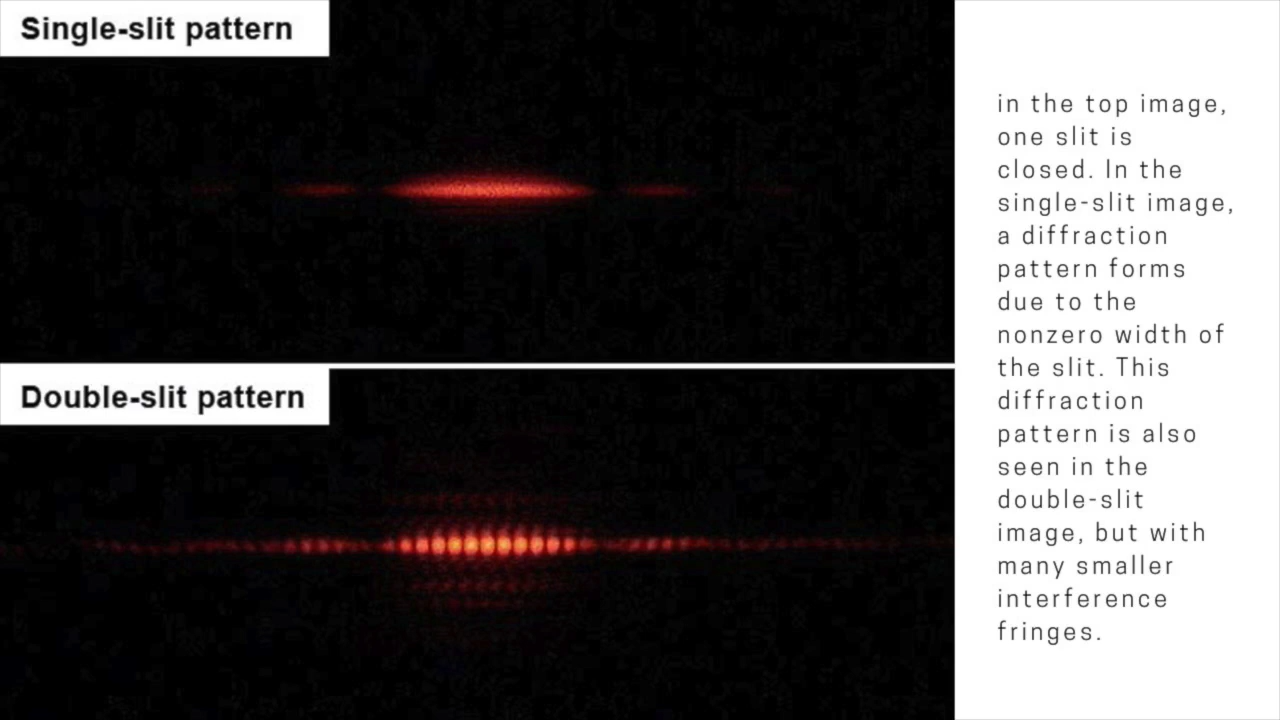 Single-slit pattern
Double-slit pattern
in the top image,
one slit is
closed. In the
single-slit image,
a diffraction
pattern forms
due to the
nonzero width of
the slit. This
diffraction
pattern is also
seen in the
double-slit
image, but with
many smaller
interference
fringes.